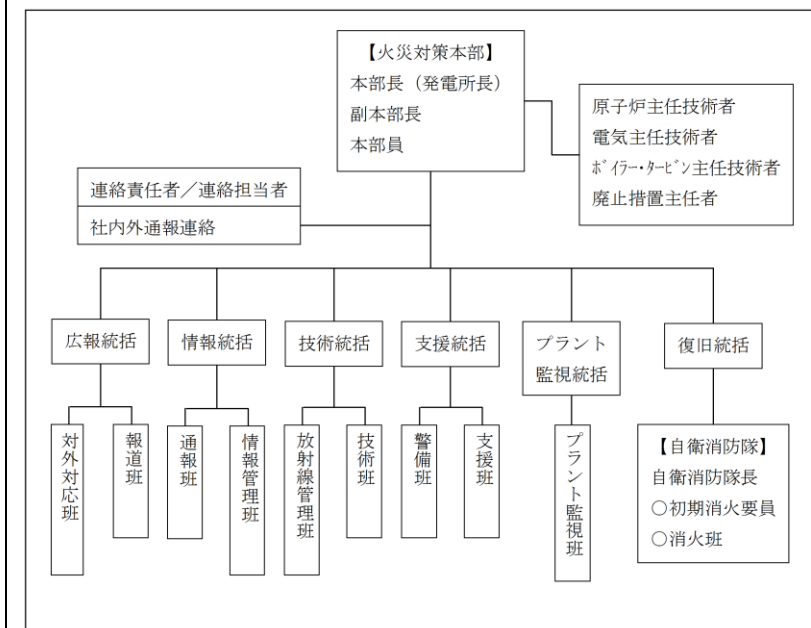 【火災対策本部】
本部長（発電所長）
副本部長
本部員
原子炉主任技術者
電気主任技術者
ﾎﾞｲﾗｰ･ﾀｰﾋﾞﾝ主任技術者
廃止措置主任者
連絡責任者／連絡担当者
社内外通報連絡
広報統括
情報統括
技術統括
支援統括
プラント
監視統括
復旧統括
対外対応班
報道班
通報班
情報管理班
放射線管理班
技術班
警備班
支援班
プラント監視班
【自衛消防隊】
自衛消防隊長
○初期消火要員
○消火班